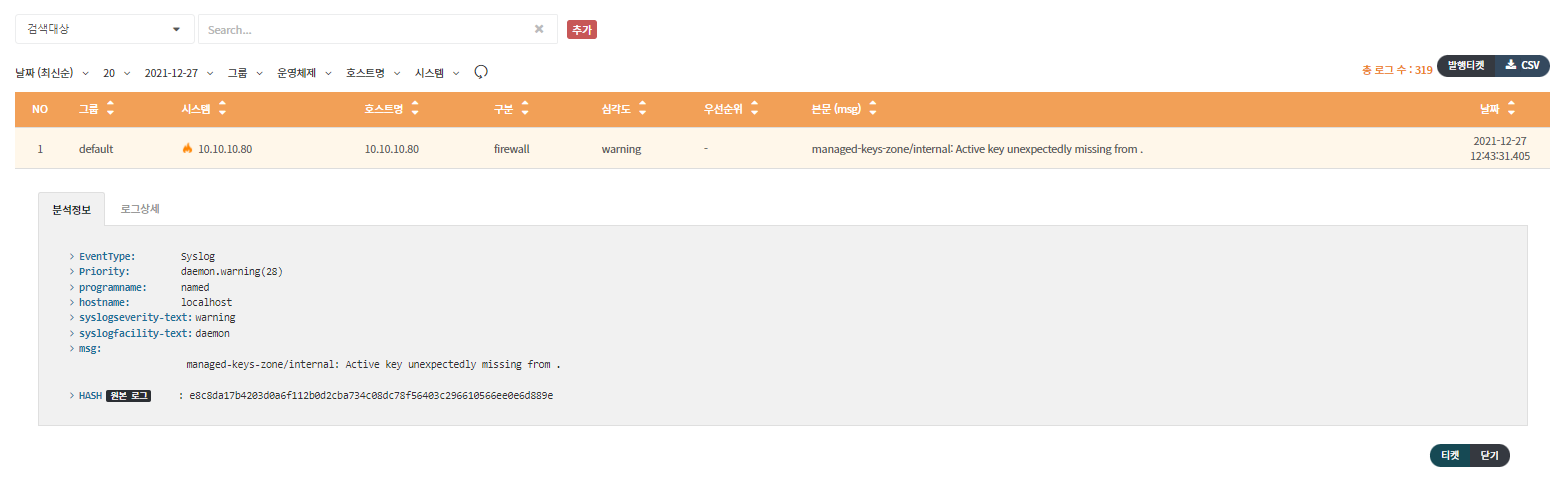 검색대상 Search... 추가
날짜 (최신순) 20 2021-12-27 그룹 운영체제 호스트명 시스템 총 로그 수 : 319 발행티켓 CSV
NO 그룹 시스템 호스트명 구분 심각도 우선순위 본문 (msg) 날짜
1 default 10.10.10.80 10.10.10.80 firewall warning - managed-keys-zone/internal: Active key unexpectedly missing from . 2021-12-27
12:43:31.405
분석정보 로그상세
> EventType: Syslog
> Priority: daemon.warning(28)
> programname: named
> hostname: localhost
> syslogseverity-text: warning
> syslogfacility-text: daemon
> msg:
managed-keys-zone/internal: Active key unexpectedly missing from .
> HASH 원본 로그 : e8c8da17b4203d0a6f112b0d2cba734c08dc78f56403c296610566ee0e6d889e
티켓 닫기